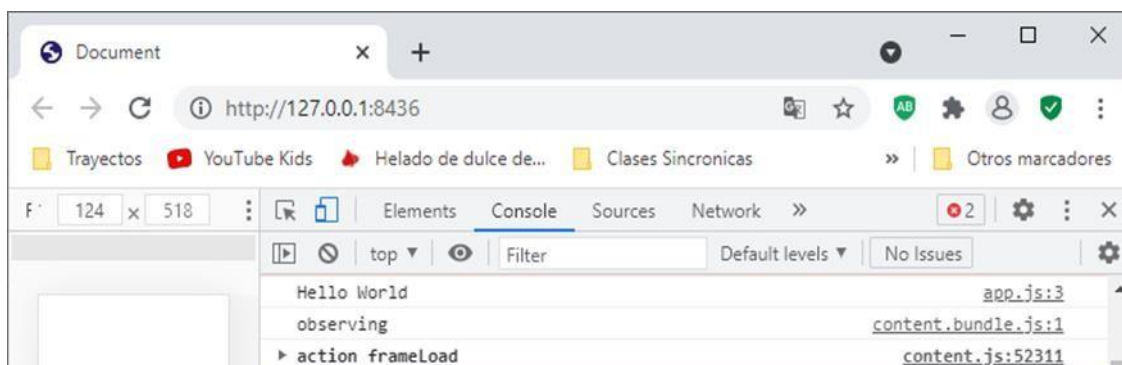 Document
http://127.0.0.1:8436
AB
Trayectos YouTube Kids Helado de dulce de... Clases Sincronicas » Otros marcadores
124 × 518 Elements Console Sources Network » 2
top Filter Default levels No Issues
Hello World app.js:3
observing content.bundle.js:1
action frameLoad content.js:52311